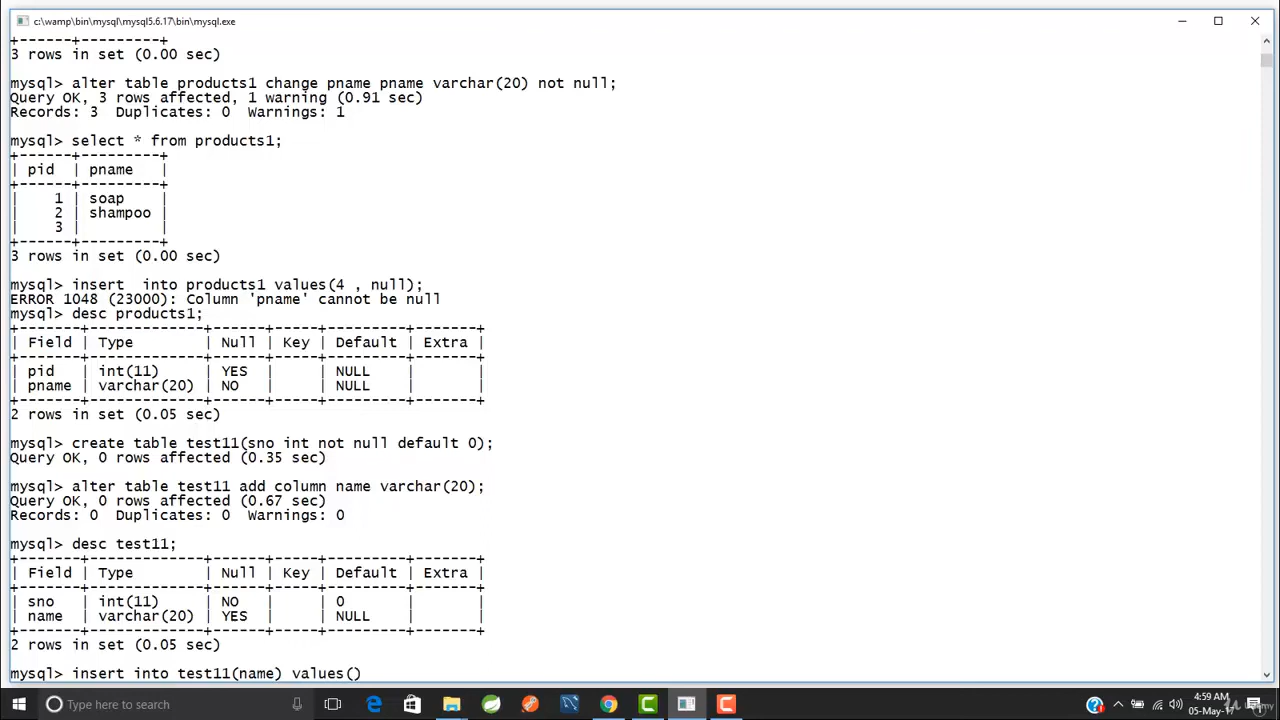 c:\wamp\bin\mysql\mysql5.6.17\bin\mysql.exe
+------+---------+
3 rows in set (0.00 sec)
mysql> alter table products1 change pname pname varchar(20) not null;
Query OK, 3 rows affected, 1 warning (0.91 sec)
Records: 3  Duplicates: 0  Warnings: 1
mysql> select * from products1;
+------+---------+
| pid  | pname   |
+------+---------+
|    1 | soap    |
|    2 | shampoo |
|    3 |         |
+------+---------+
3 rows in set (0.00 sec)
mysql> insert  into products1 values(4 , null);
ERROR 1048 (23000): Column 'pname' cannot be null
mysql> desc products1;
+-------+-------------+------+-----+---------+-------+
| Field | Type        | Null | Key | Default | Extra |
+-------+-------------+------+-----+---------+-------+
| pid   | int(11)     | YES  |     | NULL    |       |
| pname | varchar(20) | NO   |     | NULL    |       |
+-------+-------------+------+-----+---------+-------+
2 rows in set (0.05 sec)
mysql> create table test11(sno int not null default 0);
Query OK, 0 rows affected (0.35 sec)
mysql> alter table test11 add column name varchar(20);
Query OK, 0 rows affected (0.67 sec)
Records: 0  Duplicates: 0  Warnings: 0
mysql> desc test11;
+-------+-------------+------+-----+---------+-------+
| Field | Type        | Null | Key | Default | Extra |
+-------+-------------+------+-----+---------+-------+
| sno   | int(11)     | NO   |     | 0       |       |
| name  | varchar(20) | YES  |     | NULL    |       |
+-------+-------------+------+-----+---------+-------+
2 rows in set (0.05 sec)
mysql> insert into test11(name) values()
Type here to search
4:59 AM
05-May-1